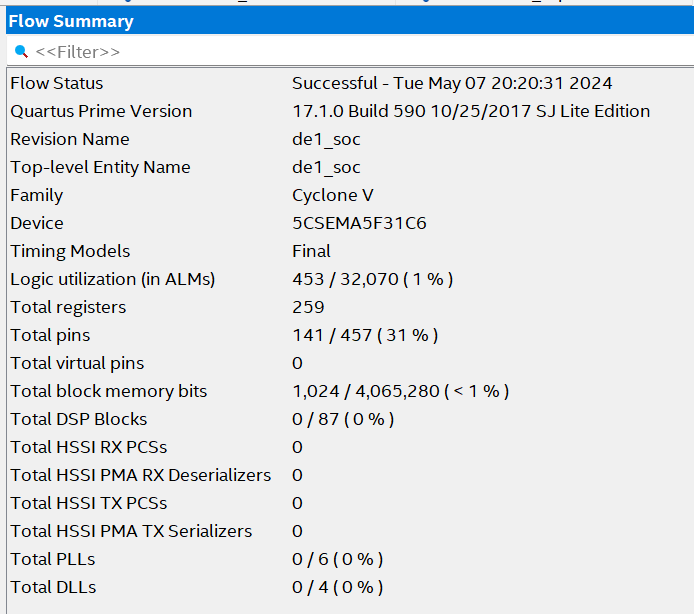 Flow Summary
<<Filter>>
Flow Status Successful - Tue May 07 20:20:31 2024
Quartus Prime Version 17.1.0 Build 590 10/25/2017 SJ Lite Edition
Revision Name de1_soc
Top-level Entity Name de1_soc
Family Cyclone V
Device 5CSEMA5F31C6
Timing Models Final
Logic utilization (in ALMs) 453 / 32,070 ( 1 % )
Total registers 259
Total pins 141 / 457 ( 31 % )
Total virtual pins 0
Total block memory bits 1,024 / 4,065,280 ( < 1 % )
Total DSP Blocks 0 / 87 ( 0 % )
Total HSSI RX PCSs 0
Total HSSI PMA RX Deserializers 0
Total HSSI TX PCSs 0
Total HSSI PMA TX Serializers 0
Total PLLs 0 / 6 ( 0 % )
Total DLLs 0 / 4 ( 0 % )